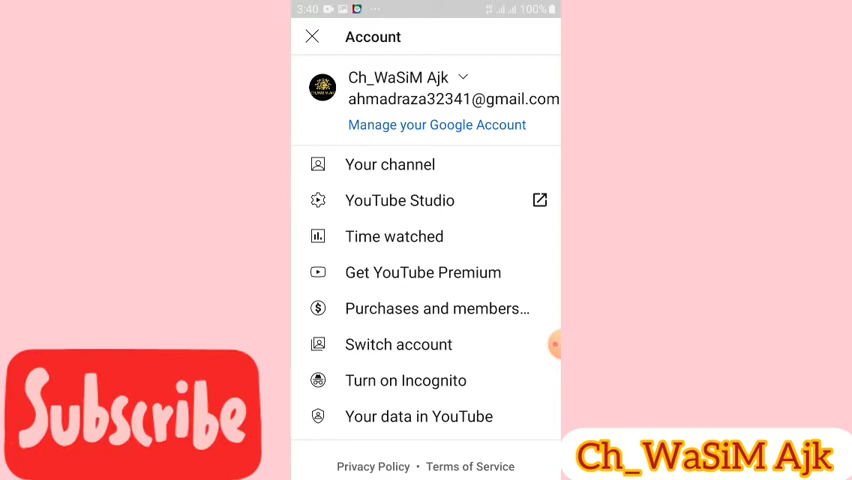 3:40 100%
Account
Ch_WaSiM Ajk
ahmadraza32341@gmail.com
Manage your Google Account
Your channel
YouTube Studio
Time watched
Get YouTube Premium
Purchases and members...
Switch account
Turn on Incognito
Your data in YouTube
Privacy Policy • Terms of Service
Subscribe
Ch_WaSiM Ajk